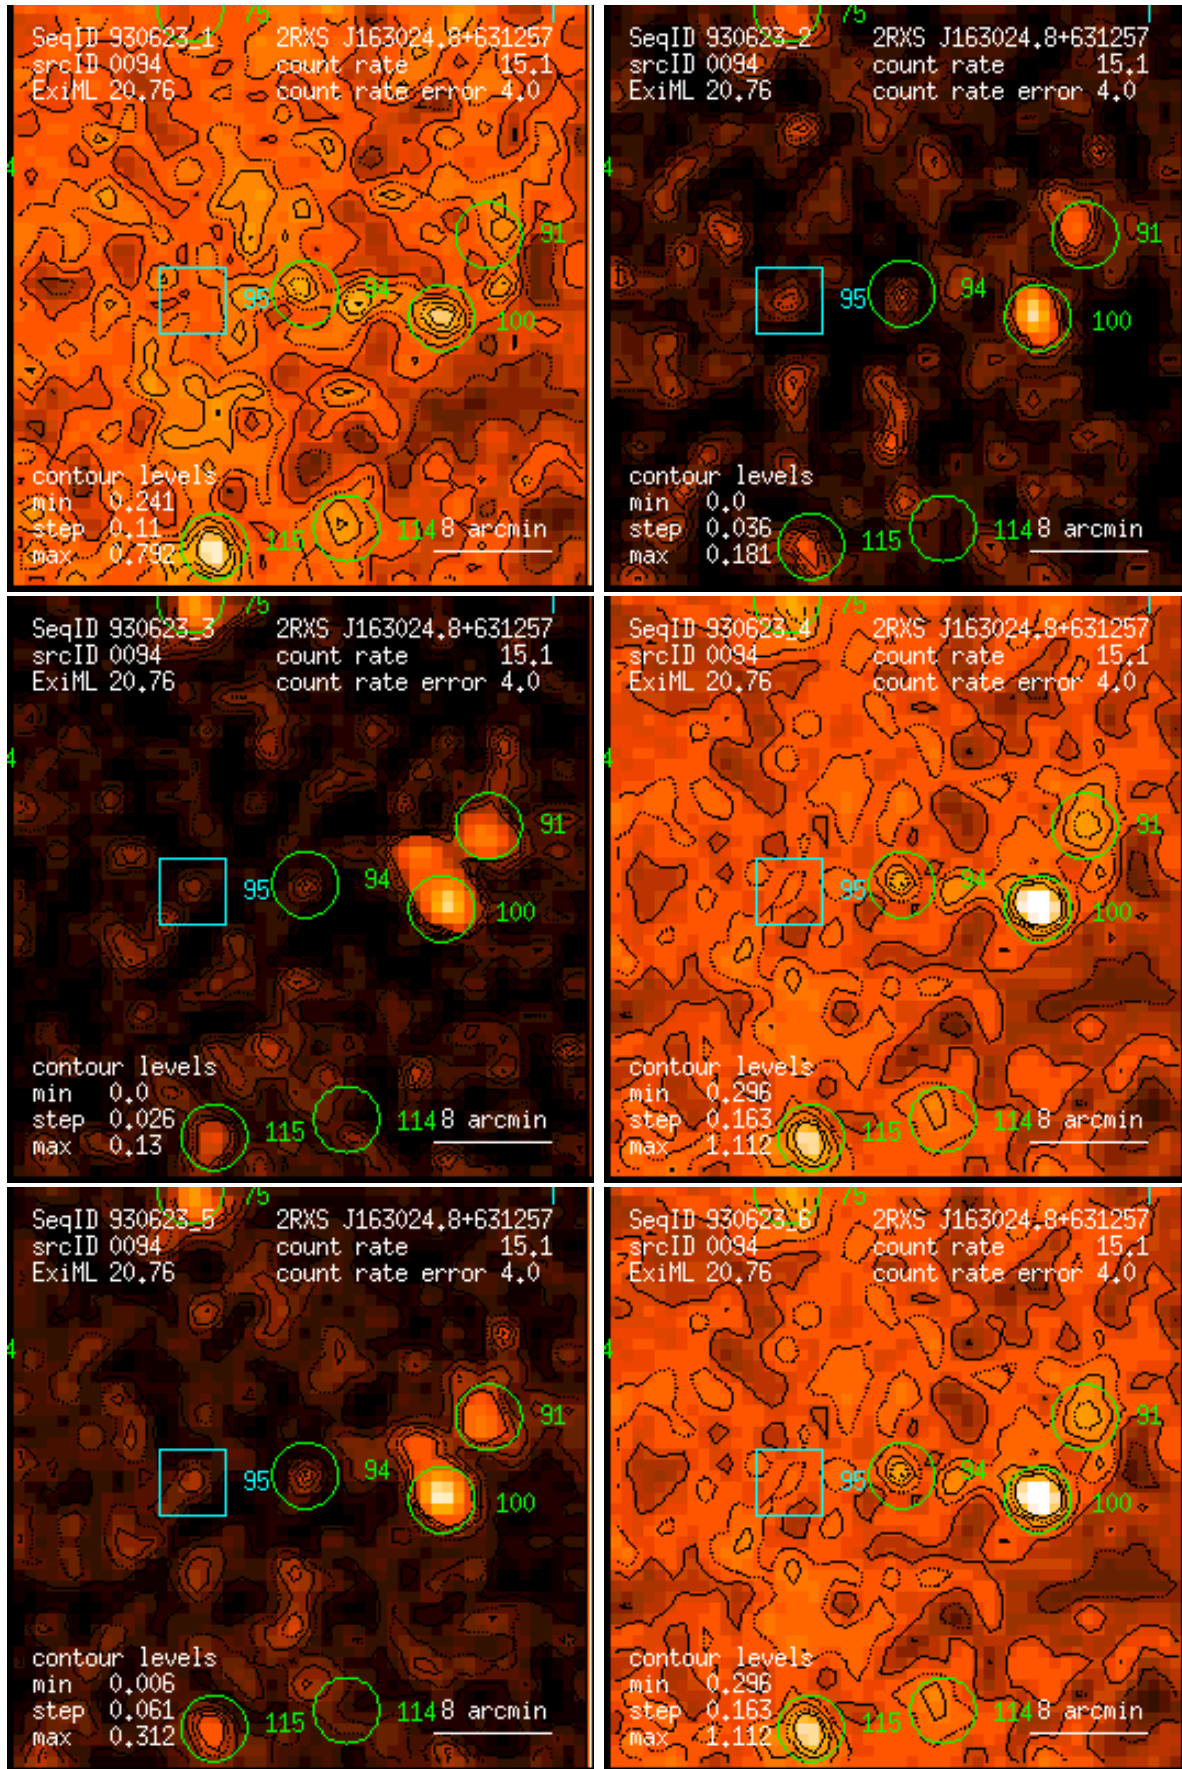 75
SeqID 930623_1 2RXS J163024.8+631257
srcID 0094 count rate 15.1
ExiML 20.76 count rate error 4.0
4
91
95 94
100
contour levels
min 0.241
step 0.11 115 114 8 arcmin
max 0.792
75
SeqID 930623_2 2RXS J163024.8+631257
srcID 0094 count rate 15.1
ExiML 20.76 count rate error 4.0
4
91
95 94
100
contour levels
min 0.0
step 0.036 115 114 8 arcmin
max 0.181
75
SeqID 930623_3 2RXS J163024.8+631257
srcID 0094 count rate 15.1
ExiML 20.76 count rate error 4.0
4
91
95 94
100
contour levels
min 0.0
step 0.026 115 114 8 arcmin
max 0.13
75
SeqID 930623_4 2RXS J163024.8+631257
srcID 0094 count rate 15.1
ExiML 20.76 count rate error 4.0
4
91
95 94
100
contour levels
min 0.296
step 0.163 115 114 8 arcmin
max 1.112
75
SeqID 930623_5 2RXS J163024.8+631257
srcID 0094 count rate 15.1
ExiML 20.76 count rate error 4.0
4
91
95 94
100
contour levels
min 0.006
step 0.061 115 114 8 arcmin
max 0.312
75
SeqID 930623_6 2RXS J163024.8+631257
srcID 0094 count rate 15.1
ExiML 20.76 count rate error 4.0
4
91
95 94
100
contour levels
min 0.296
step 0.163 115 114 8 arcmin
max 1.112